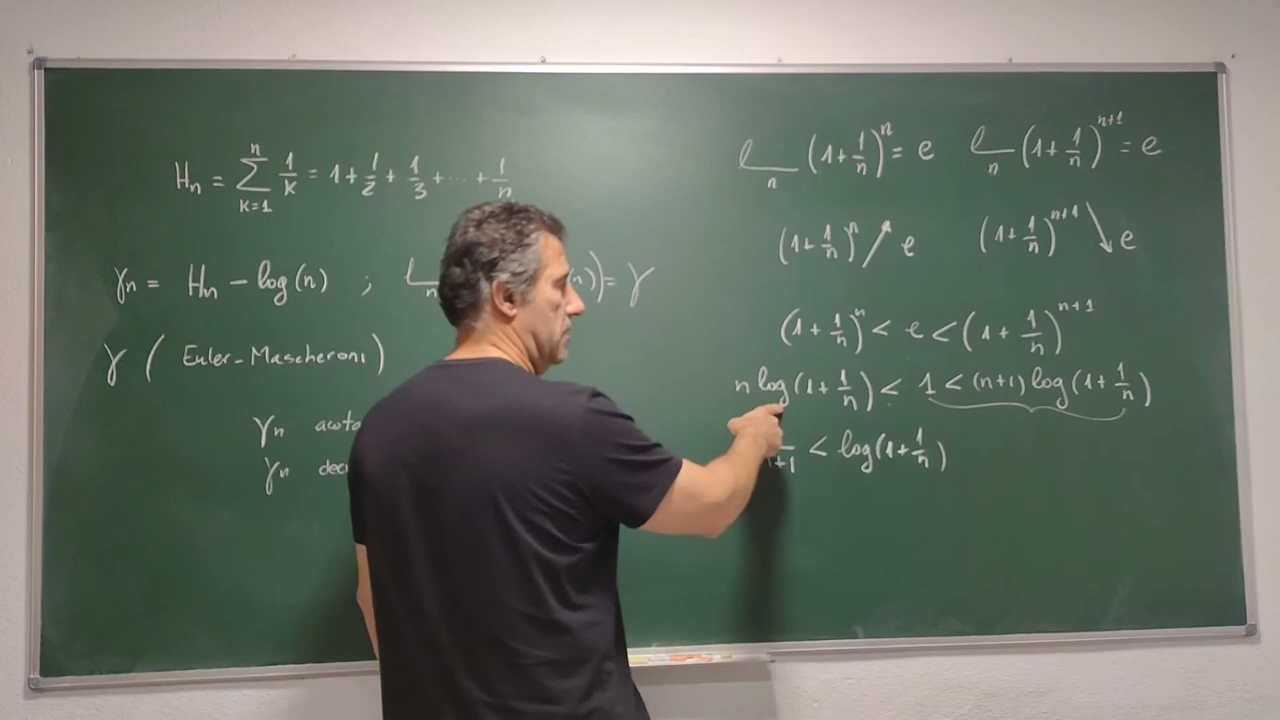 Hn = ∑ k=1 n 1/k = 1 + 1/2 + 1/3 + ... + 1/n
γn = Hn - log(n) ; n) = γ
γ ( Euler-Mascheroni )
γn
γn
l n (1 + 1/n)^n = e l n (1 + 1/n)^n+1 = e
(1 + 1/n)^n ↗ e (1 + 1/n)^n+1 ↘ e
(1 + 1/n)^n < e < (1 + 1/n)^n+1
n log(1 + 1/n) < 1 < (n+1) log(1 + 1/n)
+1 < log(1 + 1/n)